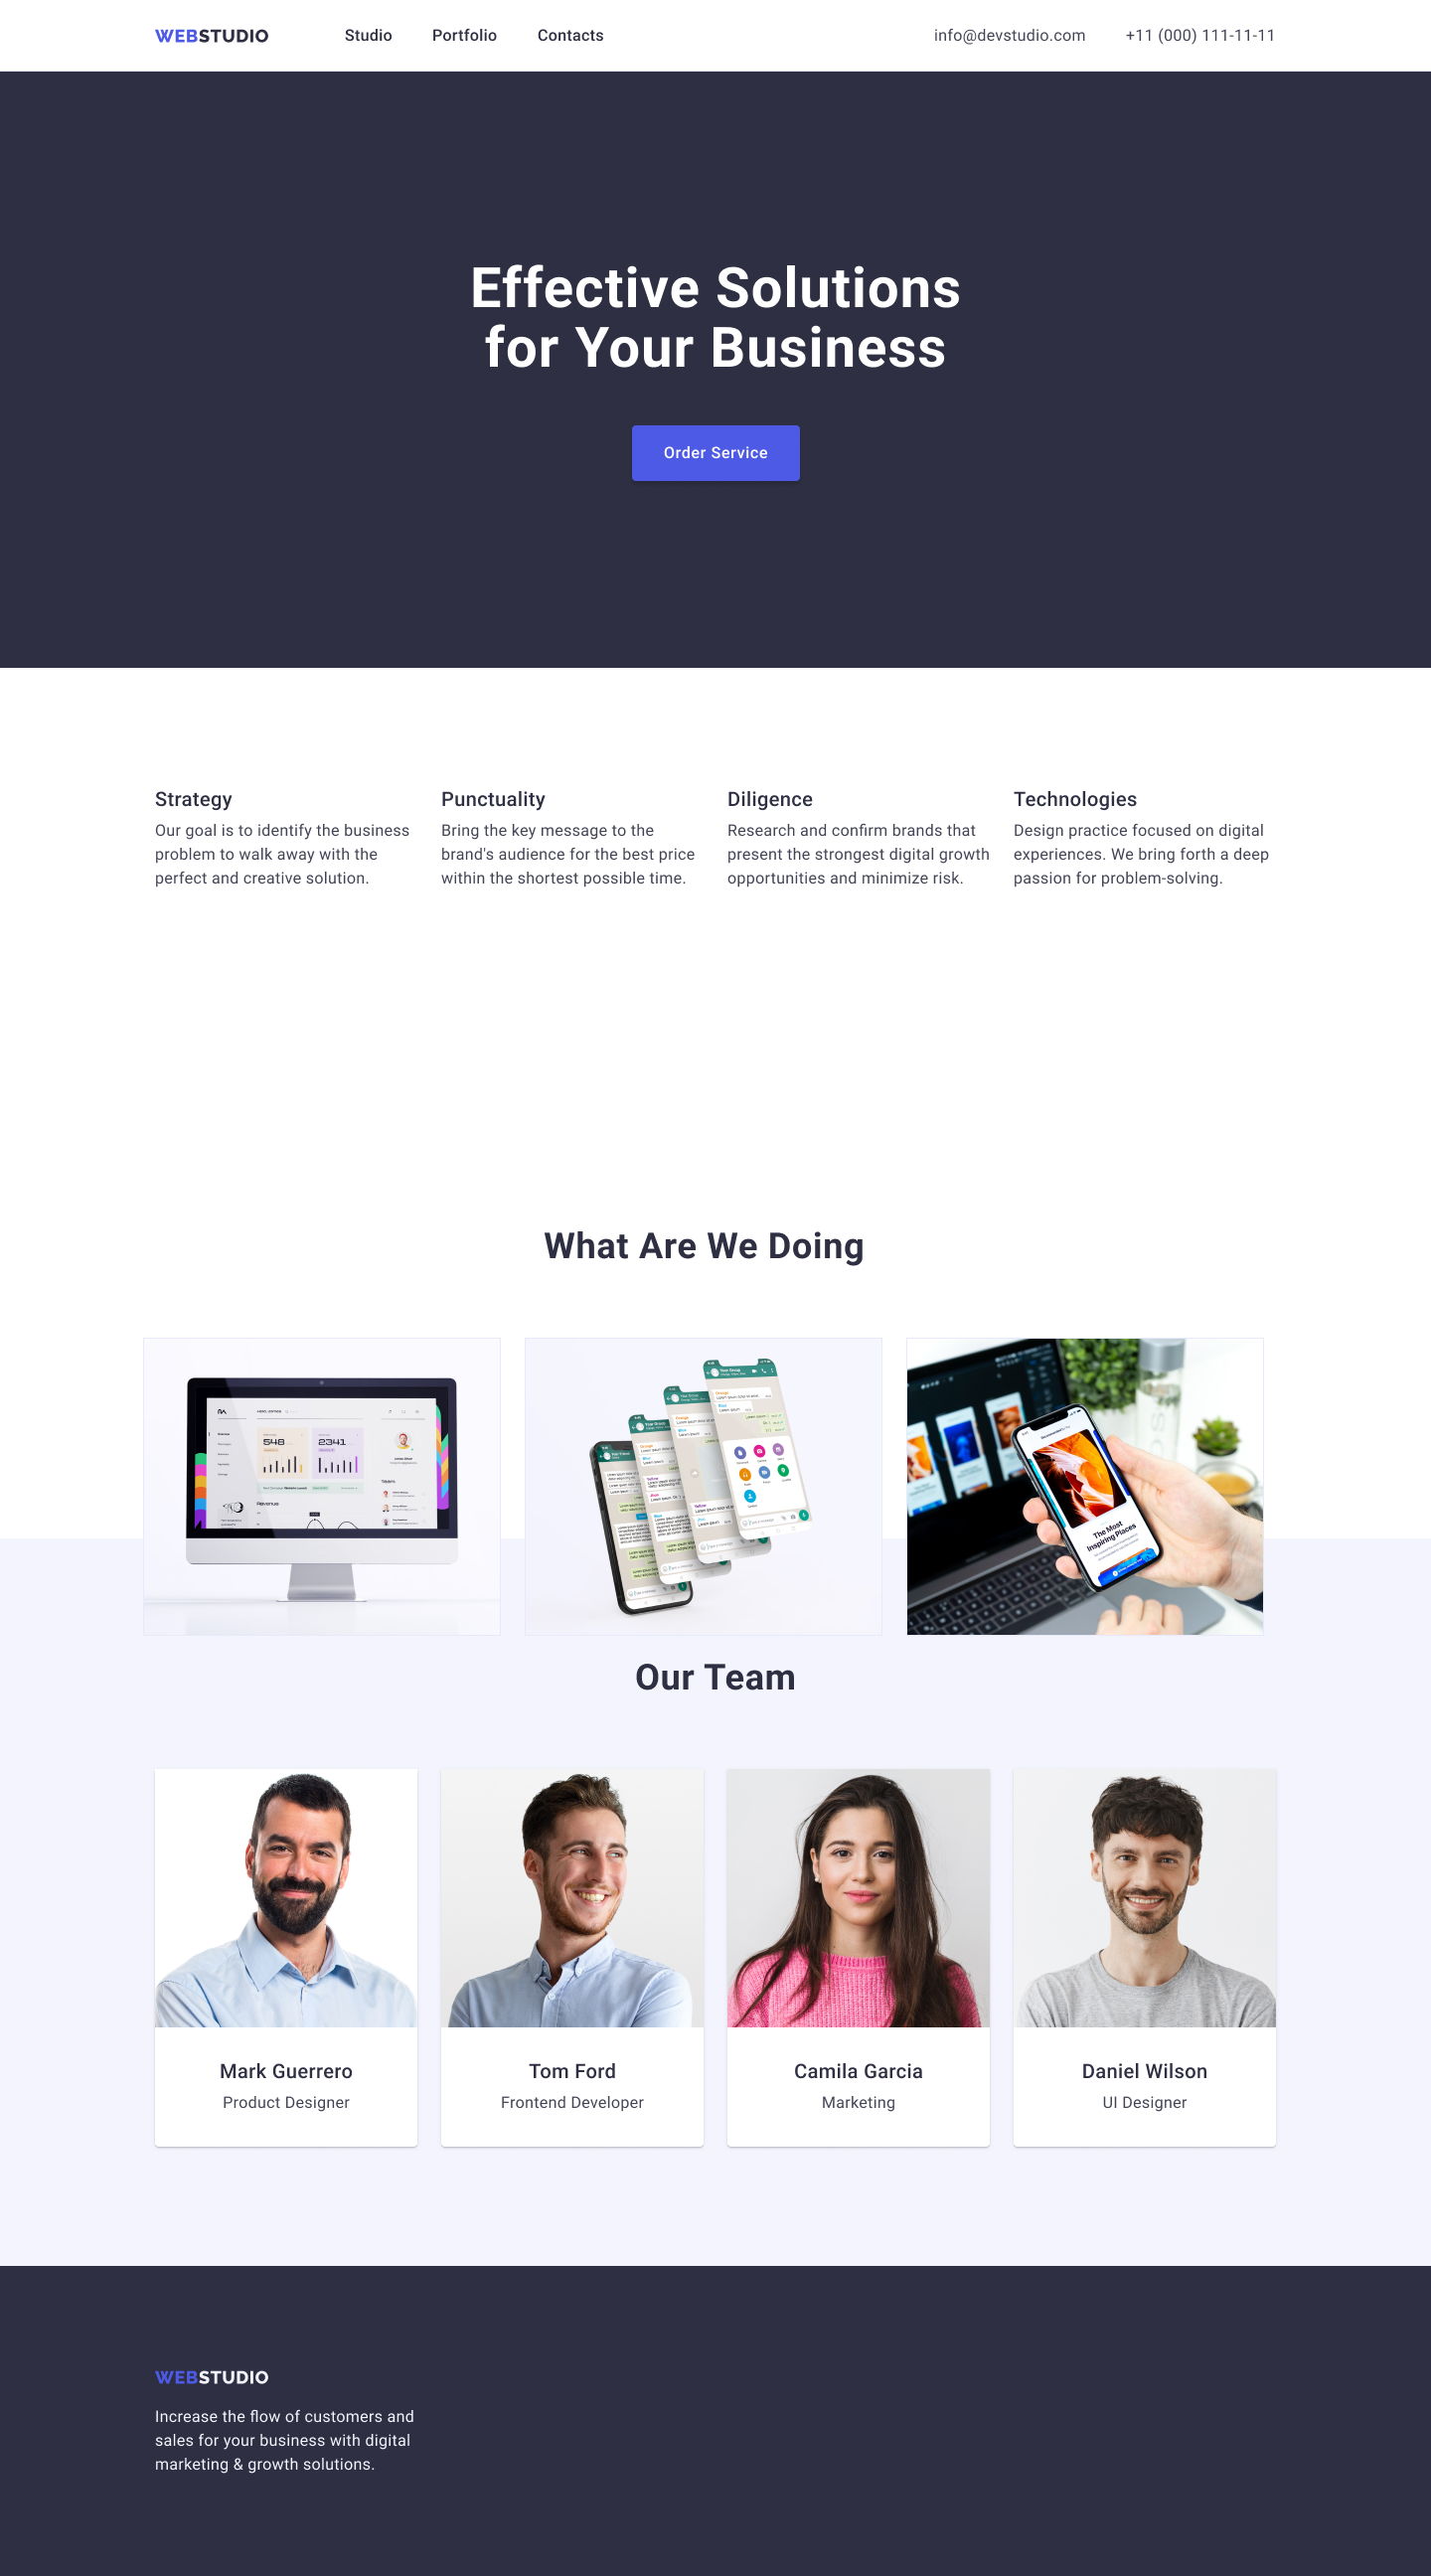 WEBSTUDIO
Studio
Portfolio
Contacts
info@devstudio.com
+11 (000) 111-11-11
Effective Solutions
for Your Business
Order Service
Strategy
Our goal is to identify the business
problem to walk away with the
perfect and creative solution.
Punctuality
Bring the key message to the
brand's audience for the best price
within the shortest possible time.
Diligence
Research and confirm brands that
present the strongest digital growth
opportunities and minimize risk.
Technologies
Design practice focused on digital
experiences. We bring forth a deep
passion for problem-solving.
What Are We Doing
548
2341
Revenue
The Most
Inspiring Places
Our Team
Mark Guerrero
Product Designer
Tom Ford
Frontend Developer
Camila Garcia
Marketing
Daniel Wilson
UI Designer
WEBSTUDIO
Increase the flow of customers and
sales for your business with digital
marketing & growth solutions.